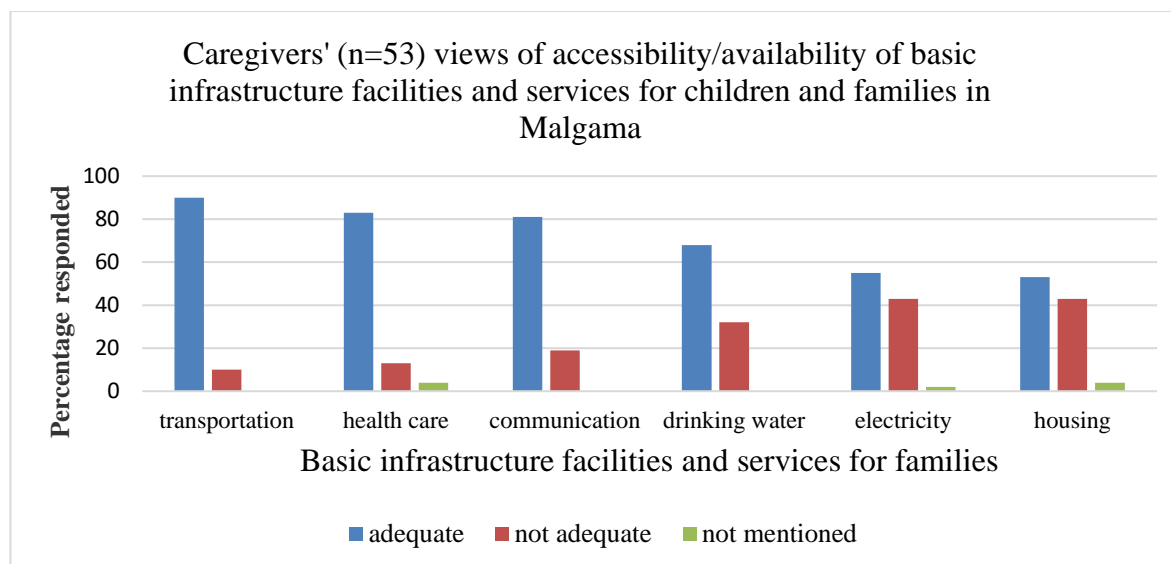 Caregivers' (n=53) views of accessibility/availability of basic
infrastructure facilities and services for children and families in
Malgama
Percentage responded
100
80
60
40
20
0
transportation
health care
communication
drinking water
electricity
housing
Basic infrastructure facilities and services for families
adequate
not adequate
not mentioned